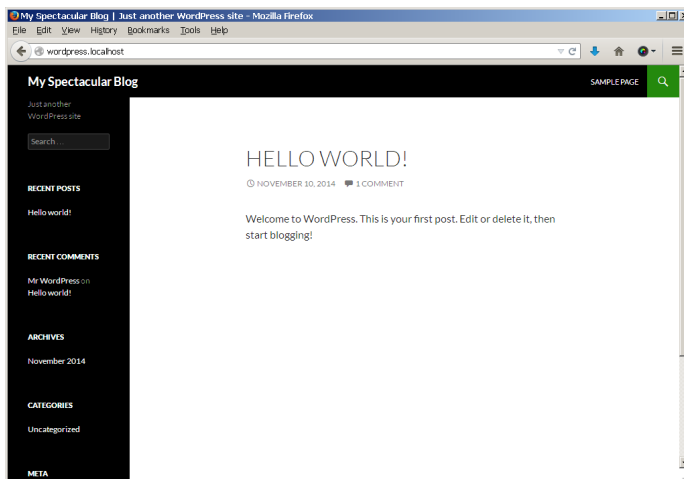 My Spectacular Blog | Just another WordPress site - Mozilla Firefox
File Edit View History Bookmarks Tools Help
wordpress.localhost
My Spectacular Blog
SAMPLE PAGE
Just another
WordPress site
Search …
HELLO WORLD!
NOVEMBER 10, 2014 1 COMMENT
Welcome to WordPress. This is your first post. Edit or delete it, then
start blogging!
RECENT POSTS
Hello world!
RECENT COMMENTS
Mr WordPress on
Hello world!
ARCHIVES
November 2014
CATEGORIES
Uncategorized
META